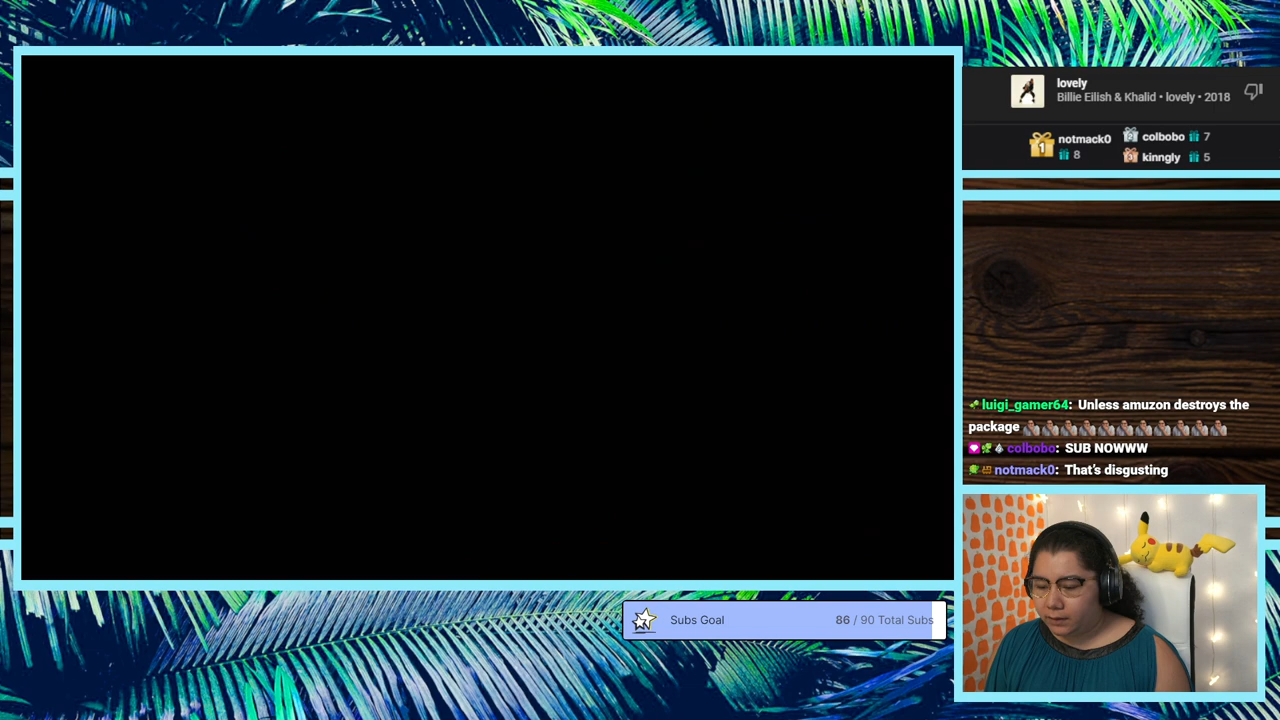 lovely
Billie Eilish & Khalid • lovely • 2018
notmack0
1
8
colbobo 7
kinngly 5
luigi_gamer64: Unless amuzon destroys the
package
colbobo: SUB NOWWW
notmack0: That's disgusting
Subs Goal 86 / 90 Total Subs